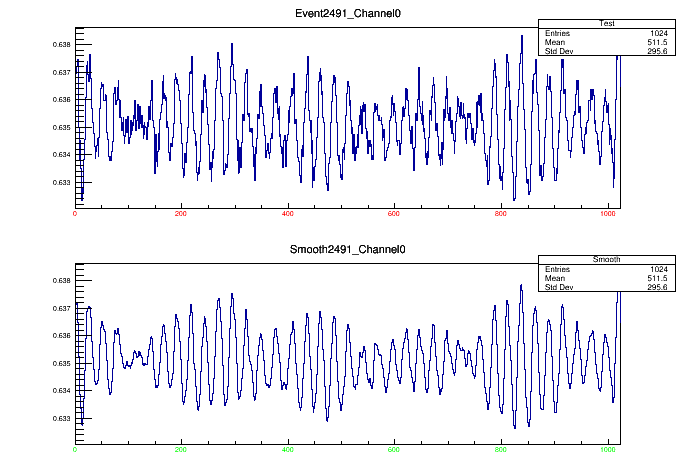 Event2491_Channel0
Test
Entries 1024
Mean 511.5
Std Dev 295.6
0.638
0.637
0.636
0.635
0.634
0.633
0 200 400 600 800 1000
Smooth2491_Channel0
Smooth
Entries 1024
Mean 511.5
Std Dev 295.6
0.638
0.637
0.636
0.635
0.634
0.633
0 200 400 600 800 1000